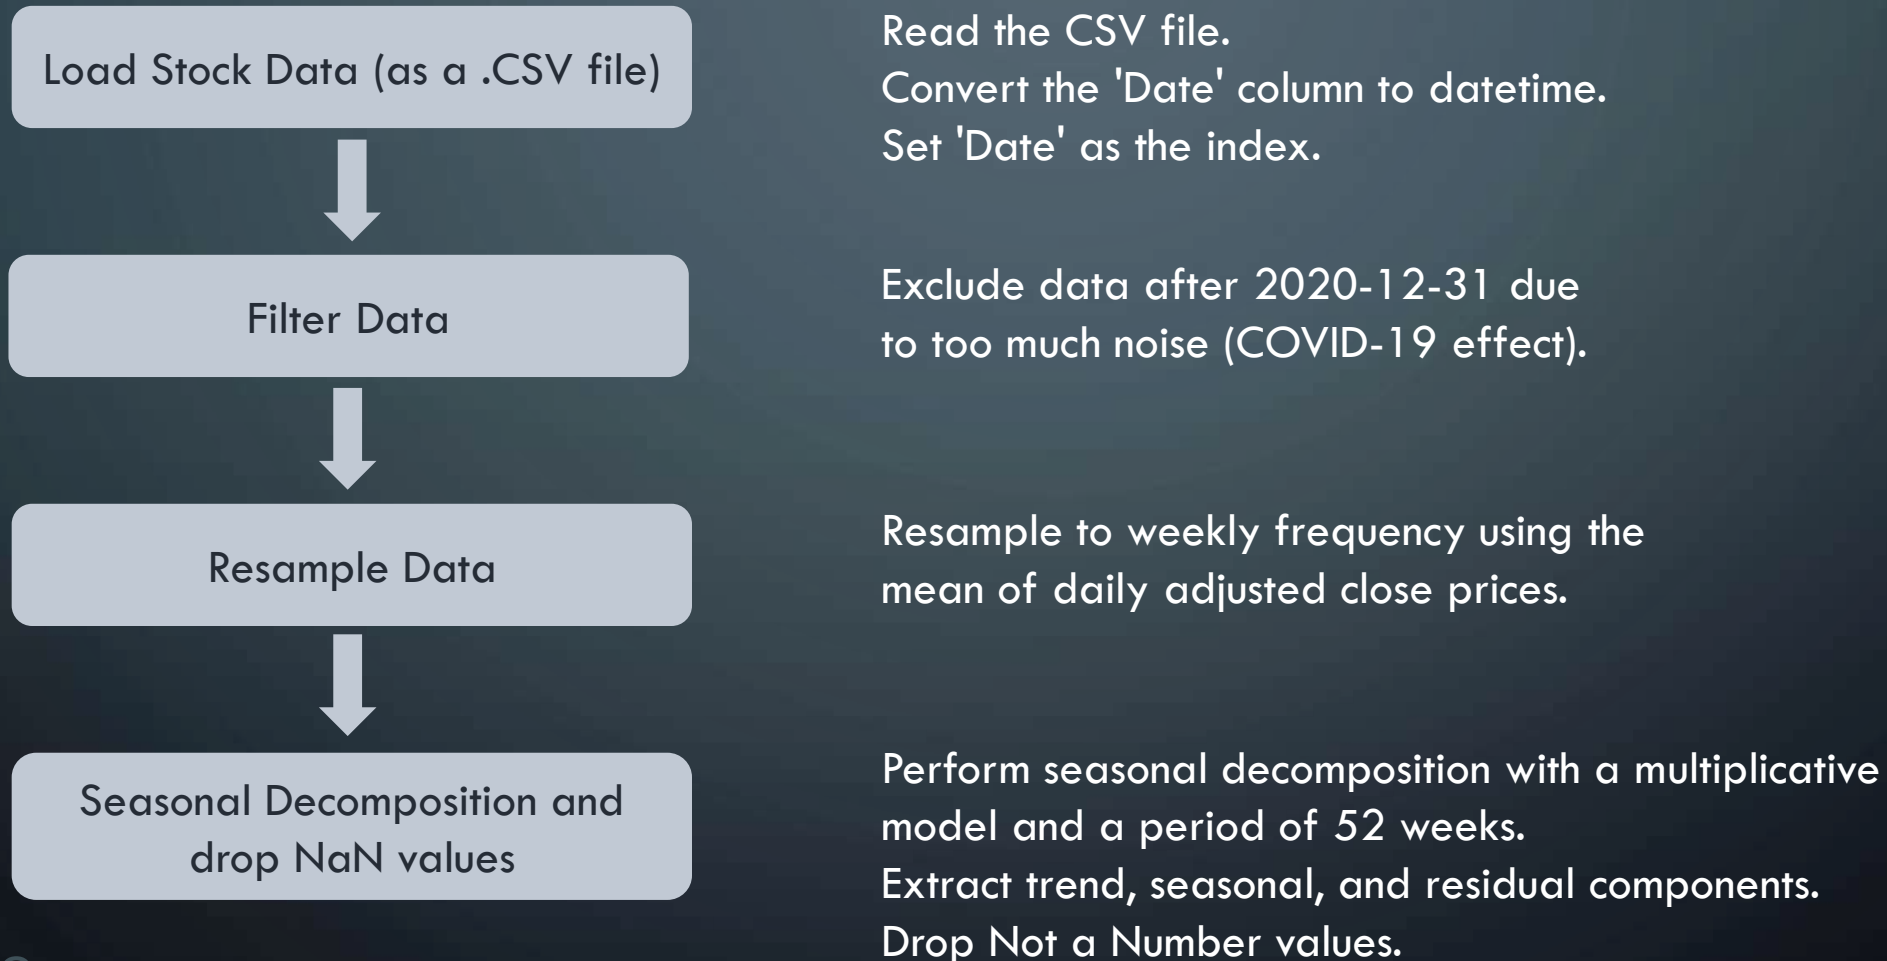 Load Stock Data (as a .CSV file)
Read the CSV file.
Convert the 'Date' column to datetime.
Set 'Date' as the index.
Filter Data
Exclude data after 2020-12-31 due
to too much noise (COVID-19 effect).
Resample Data
Resample to weekly frequency using the
mean of daily adjusted close prices.
Seasonal Decomposition and
drop NaN values
Perform seasonal decomposition with a multiplicative
model and a period of 52 weeks.
Extract trend, seasonal, and residual components.
Drop Not a Number values.